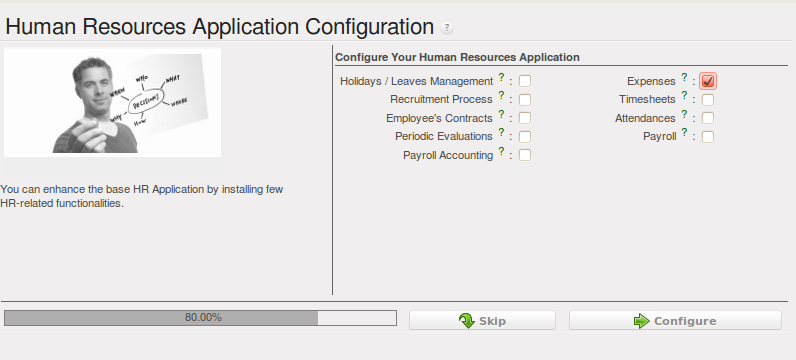 Human Resources Application Configuration ?
WHO
WHAT
WHEN
DECISIONS
WHERE
WHY
HOW
You can enhance the base HR Application by installing few
HR-related functionalities.
Configure Your Human Resources Application
Holidays / Leaves Management ? :
Expenses ? :
Recruitment Process ? :
Timesheets ? :
Employee's Contracts ? :
Attendances ? :
Periodic Evaluations ? :
Payroll ? :
Payroll Accounting ? :
80.00%
Skip
Configure